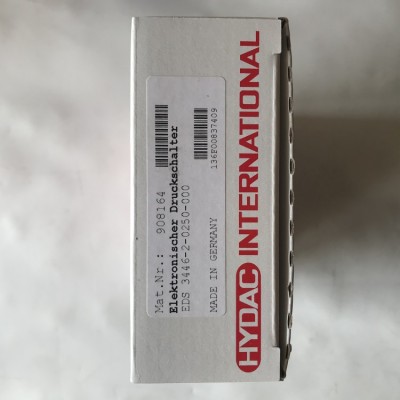 Mat.Nr.: 908164
Elektronischer Druckschalter
EDS 3446-2-0250-000
136F00837409
MADE IN GERMANY
HYDAC INTERNATIONAL